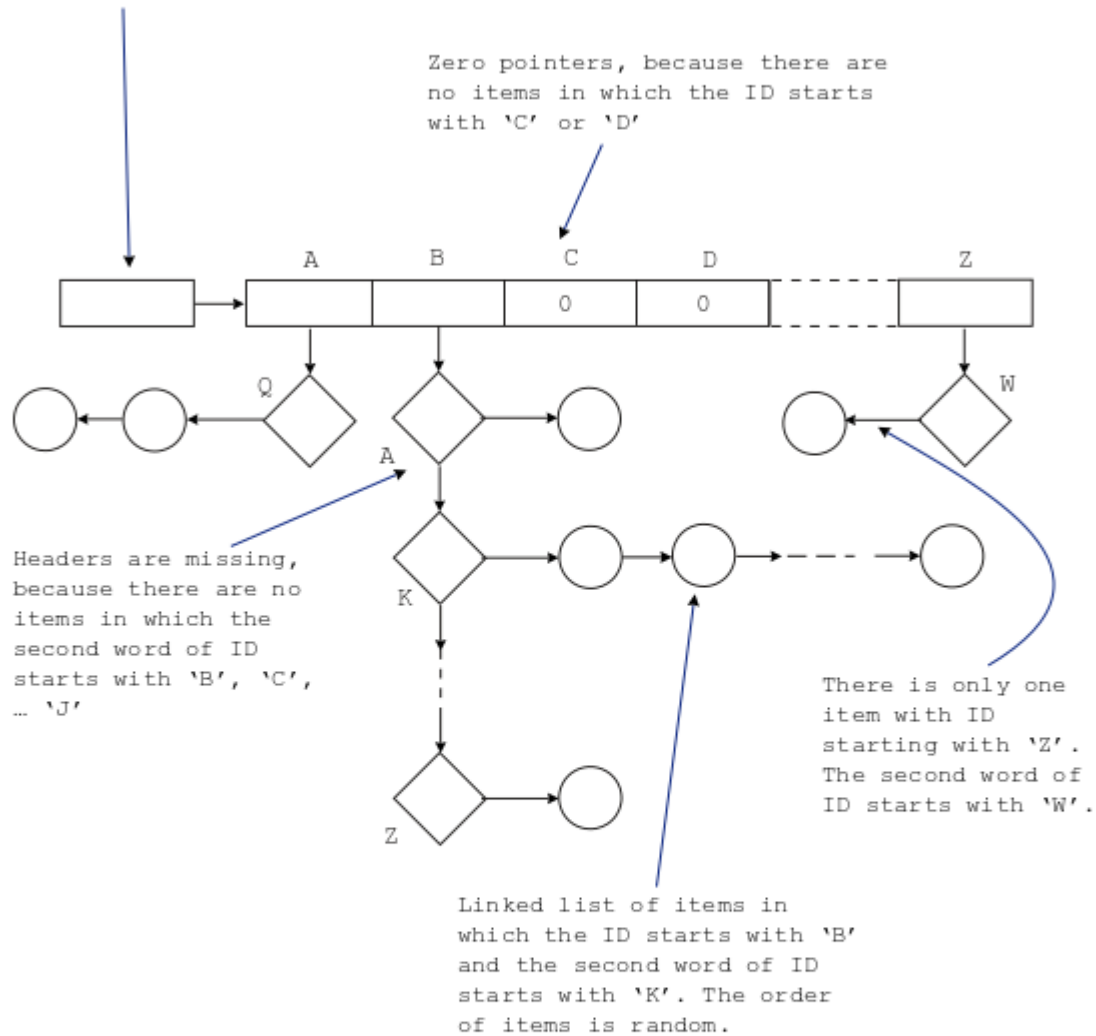 Zero pointers, because there are
no items in which the ID starts
with ‘C’ or ‘D’
A
B
C
D
Z
0
0
Q
W
A
Headers are missing,
because there are no
items in which the
second word of ID
starts with ‘B’, ‘C’,
… ‘J’
K
There is only one
item with ID
starting with ‘Z’.
The second word of
ID starts with ‘W’.
Z
Linked list of items in
which the ID starts with ‘B’
and the second word of ID
starts with ‘K’. The order
of items is random.